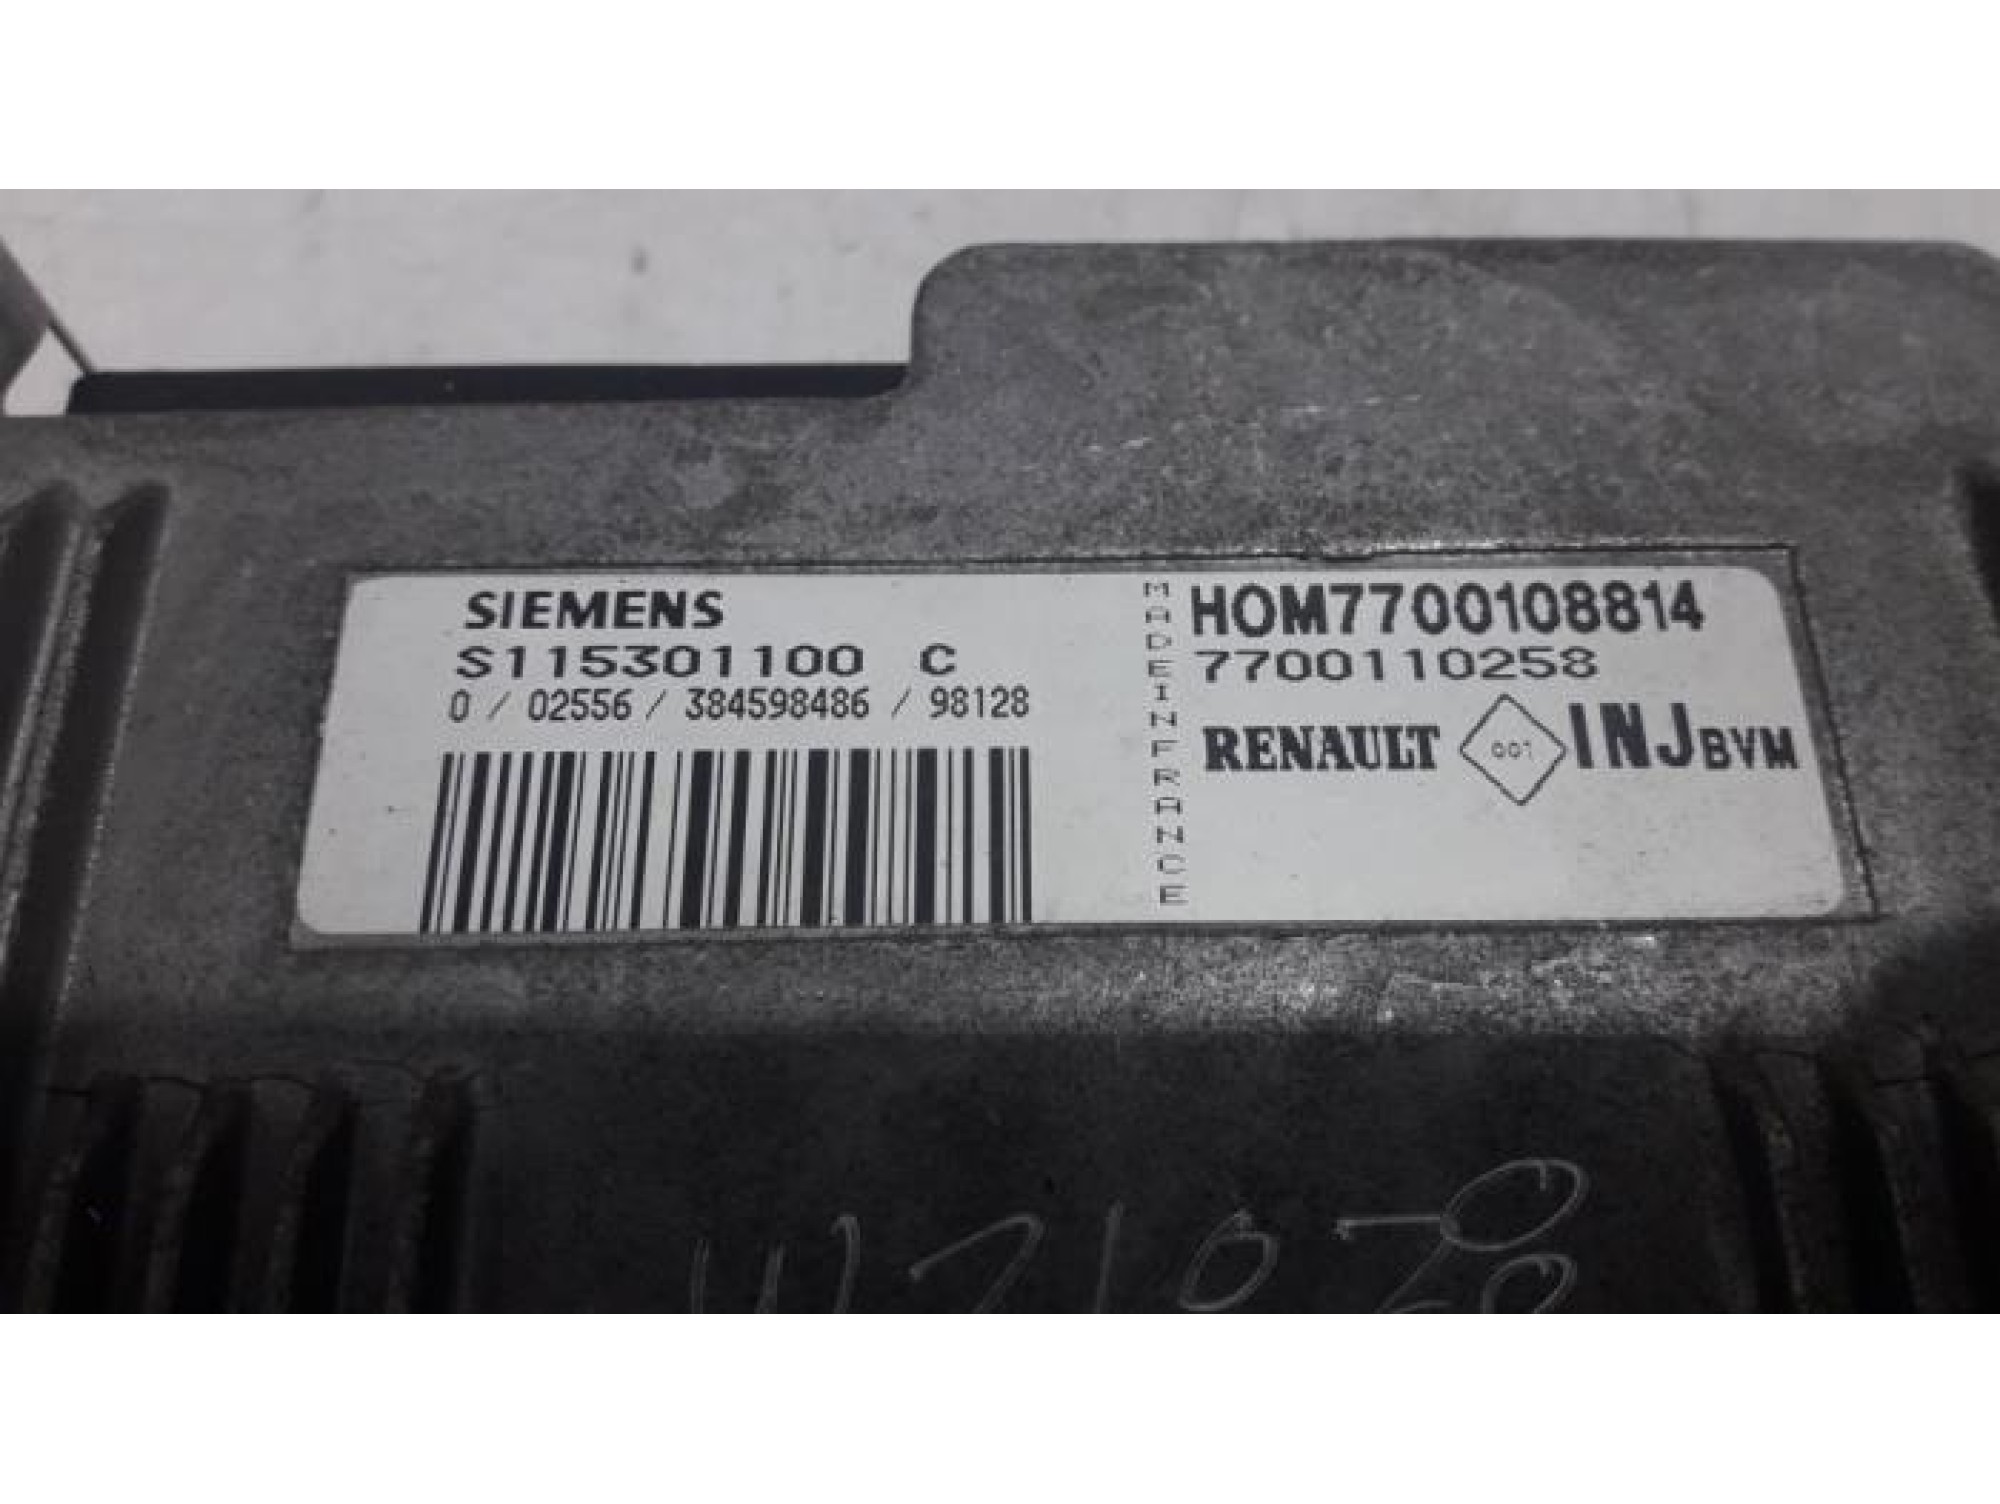 SIEMENS
S115301100 C
0 / 02556 / 384598486 / 98128
MADE IN FRANCE
HOM7700108814
7700110258
RENAULT 001 INJ BVM